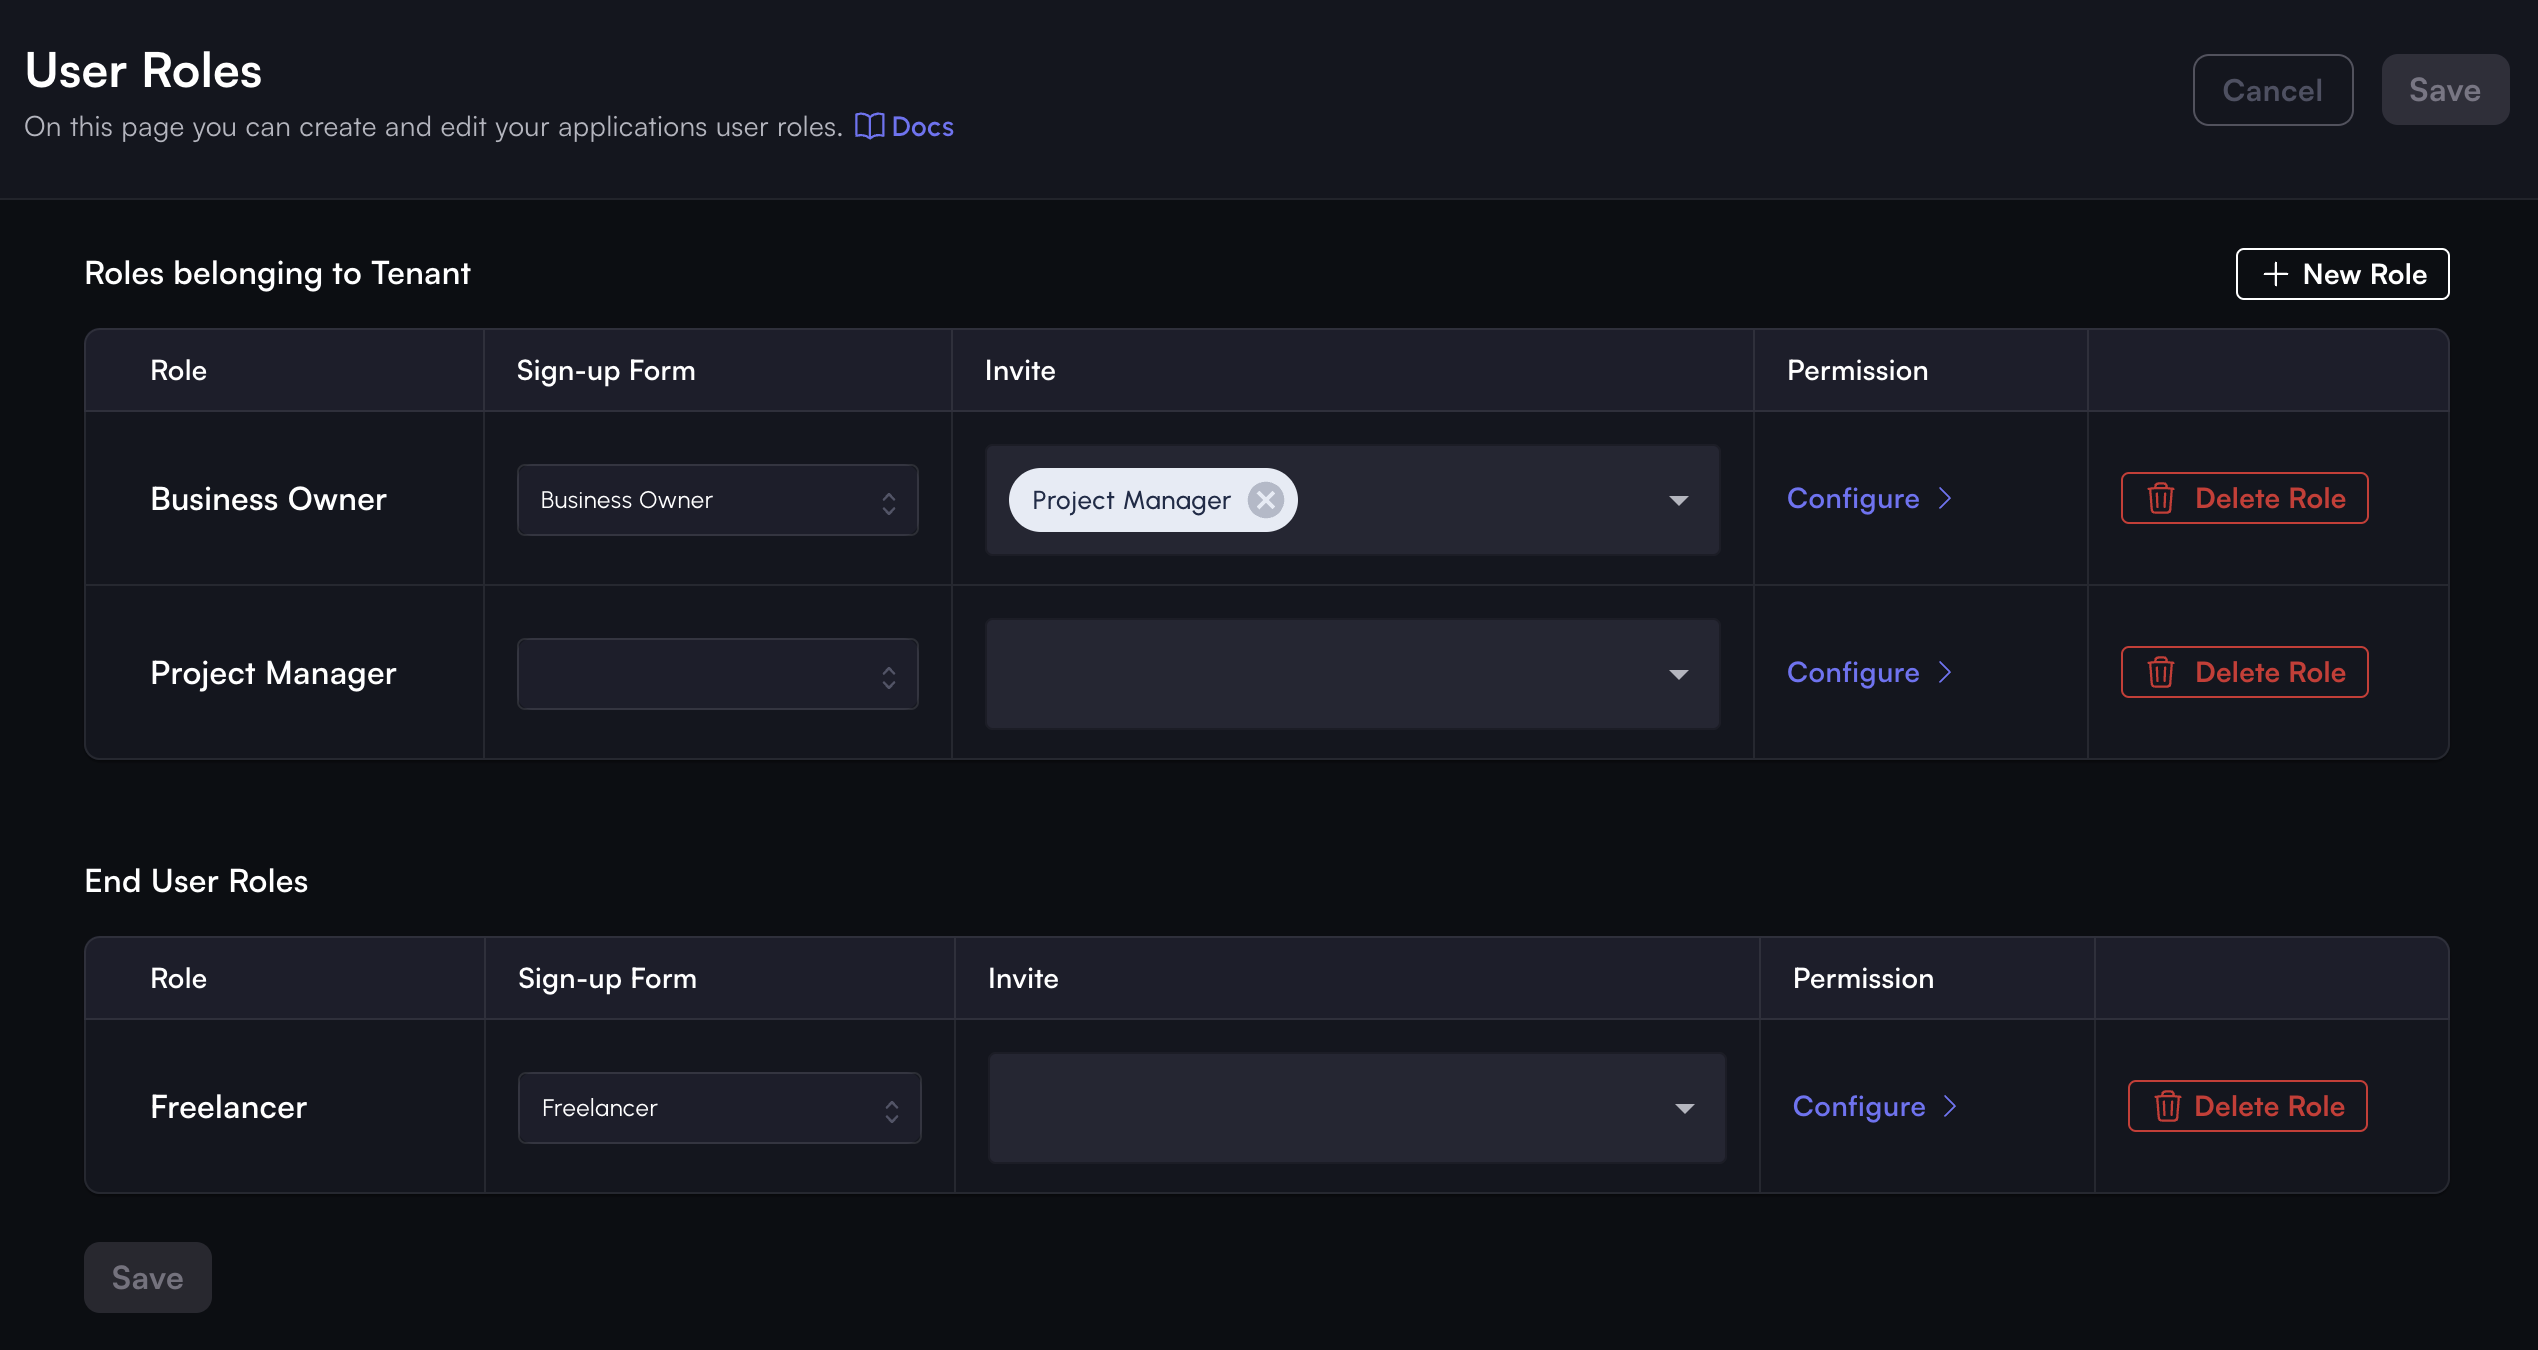 User Roles
Cancel
Save
On this page you can create and edit your applications user roles. Docs
Roles belonging to Tenant
New Role
Role Sign-up Form Invite Permission
Business Owner Business Owner Project Manager Configure Delete Role
Project Manager Configure Delete Role
End User Roles
Role Sign-up Form Invite Permission
Freelancer Freelancer Configure Delete Role
Save